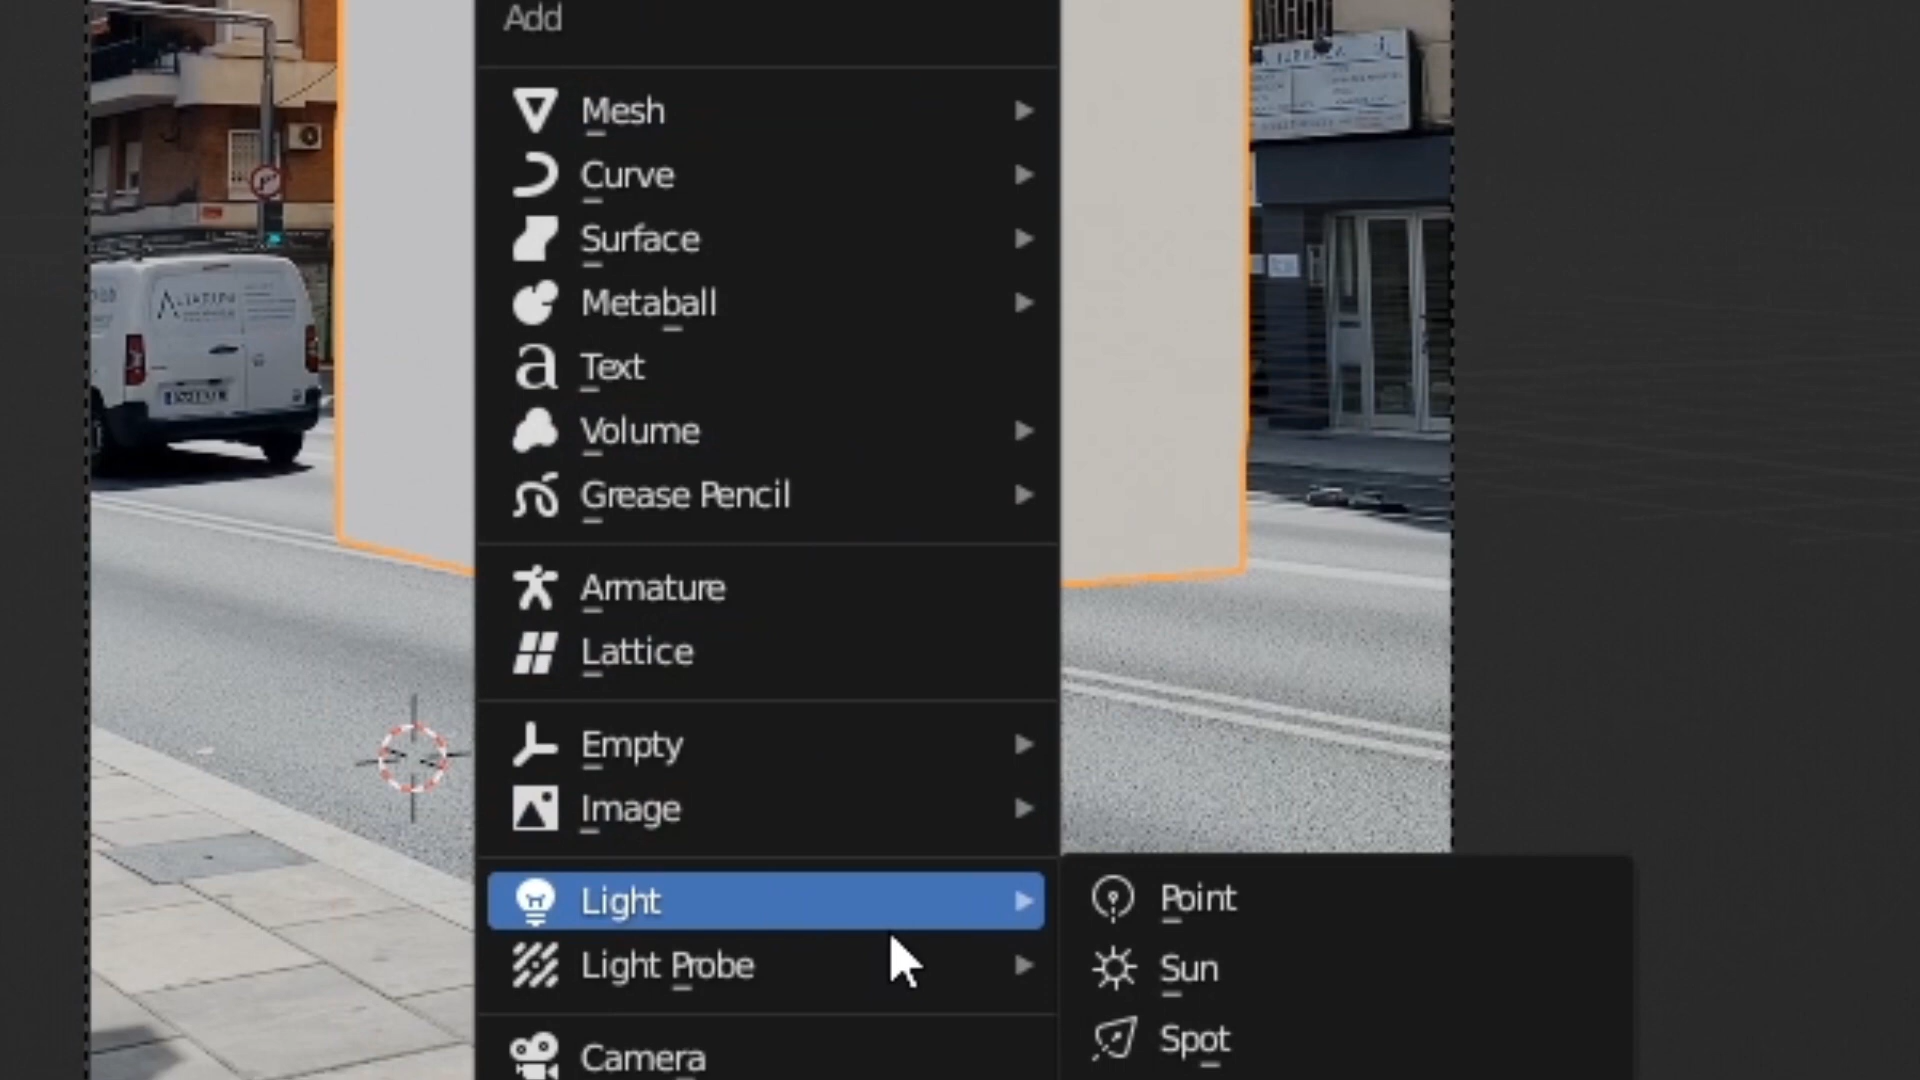 Add
Mesh
Curve
Surface
Metaball
Text
Volume
Grease Pencil
Armature
Lattice
Empty
Image
Light
Light Probe
Camera
Point
Sun
Spot